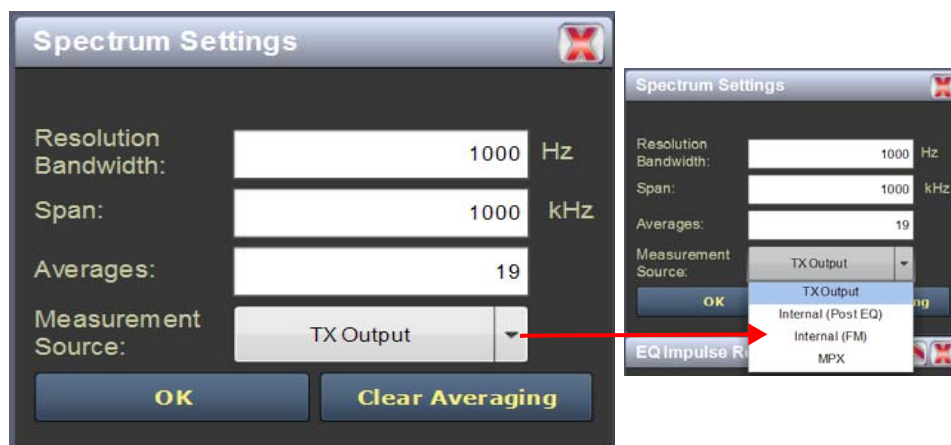 Spectrum Settings
Resolution
Bandwidth:
1000 Hz
Span:
1000 kHz
Averages:
19
Measurement
Source:
TX Output
OK
Clear Averaging
Spectrum Settings
Resolution
Bandwidth:
1000 Hz
Span:
1000 kHz
Averages:
19
Measurement
Source:
TX Output
OK
TX Output
Internal (Post EQ)
Internal (FM)
MPX
EQ Impulse